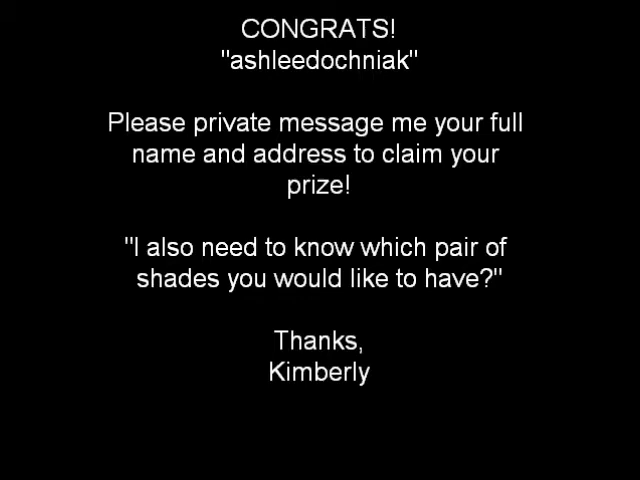 CONGRATS!
"ashleedochniak"
Please private message me your full
name and address to claim your
prize!
"I also need to know which pair of
shades you would like to have?"
Thanks,
Kimberly